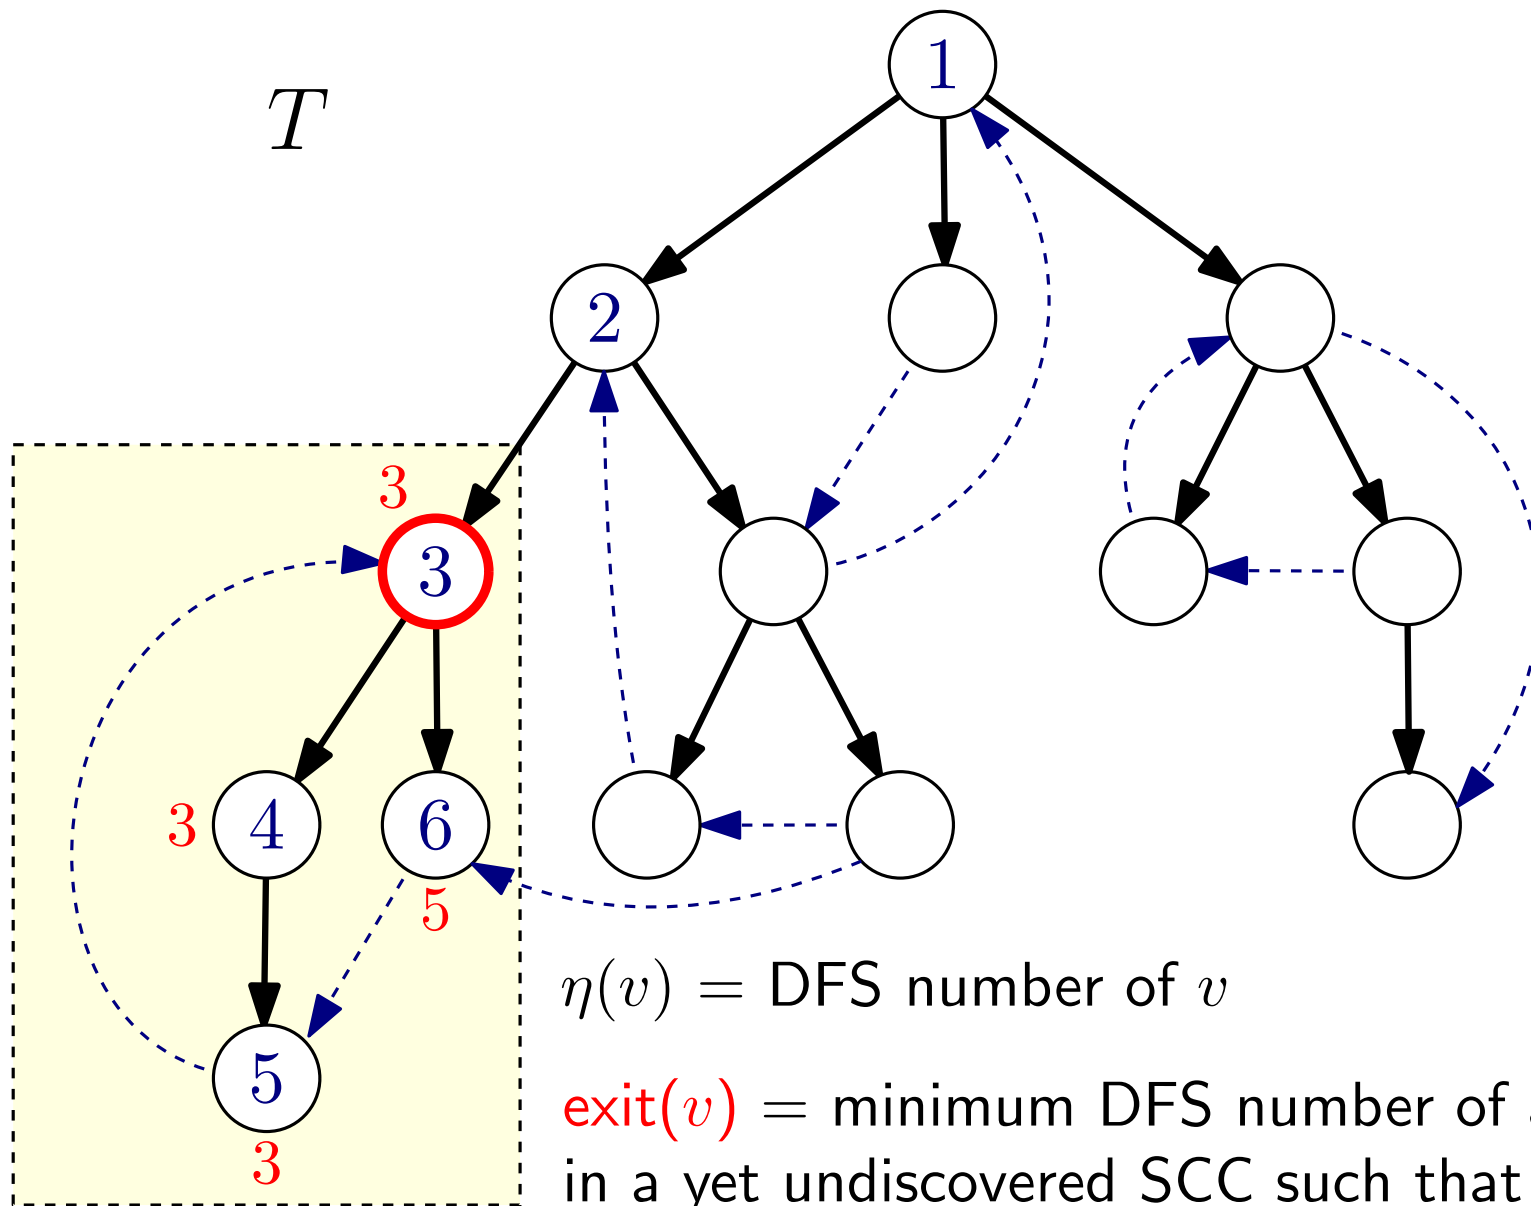 T
1
2
3
3
3
4
6
5
5
3
η(v) = DFS number of v
exit(v) = minimum DFS number of
in a yet undiscovered SCC such that